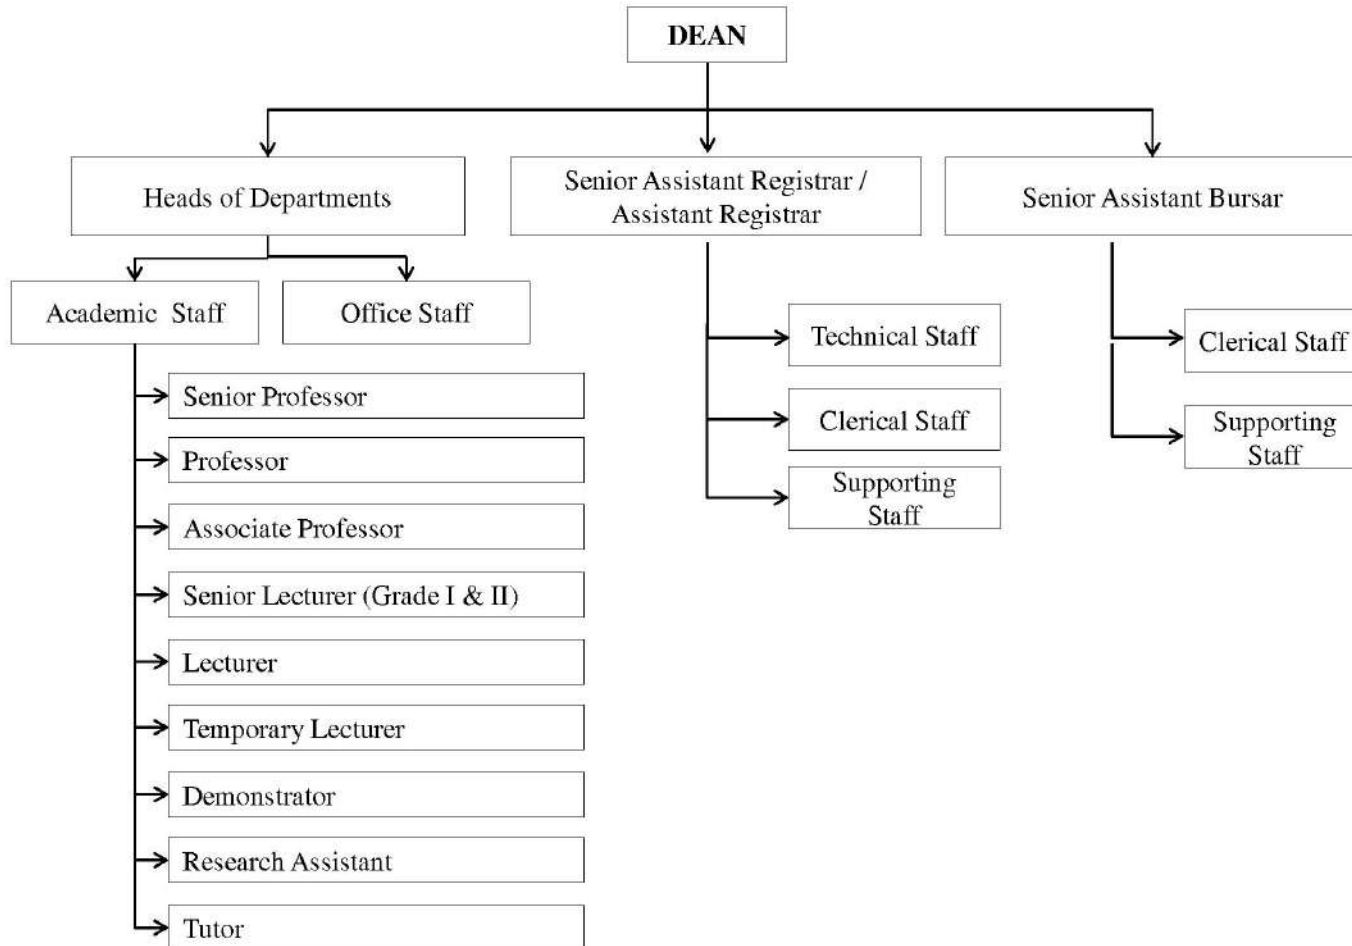 DEAN
Heads of Departments
Senior Assistant Registrar /
Assistant Registrar
Senior Assistant Bursar
Academic Staff
Office Staff
Senior Professor
Professor
Associate Professor
Senior Lecturer (Grade I & II)
Lecturer
Temporary Lecturer
Demonstrator
Research Assistant
Tutor
Technical Staff
Clerical Staff
Supporting
Staff
Clerical Staff
Supporting
Staff